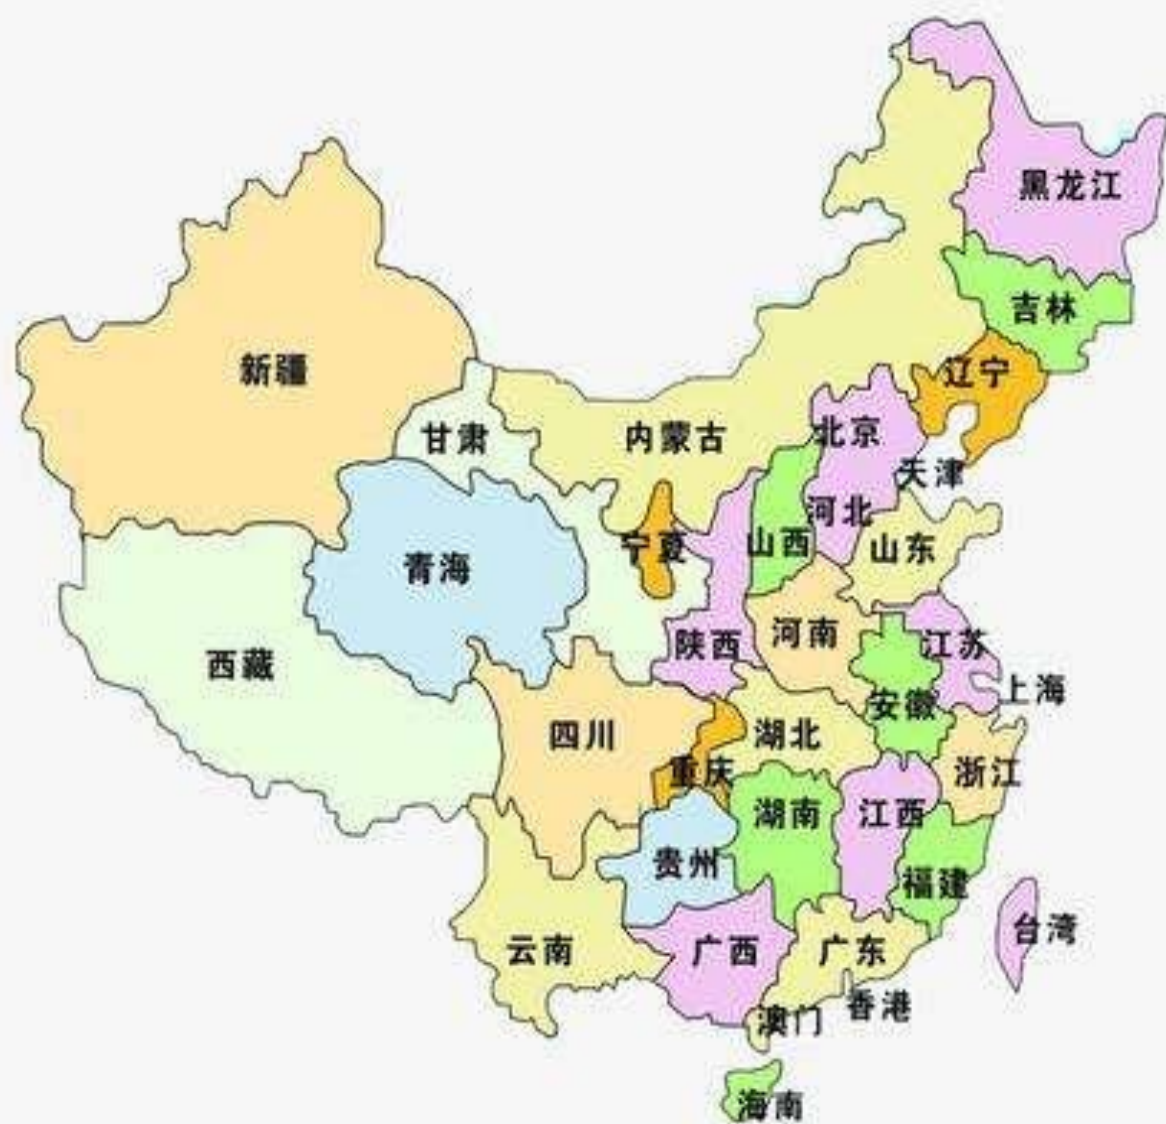 黑龙江
吉林
新疆
辽宁
甘肃
内蒙古
北京
天津
河北
宁夏
山西
山东
青海
陕西
河南
江苏
西藏
上海
安徽
四川
湖北
重庆
浙江
湖南
江西
贵州
福建
云南
广西
广东
台湾
香港
澳门
海南